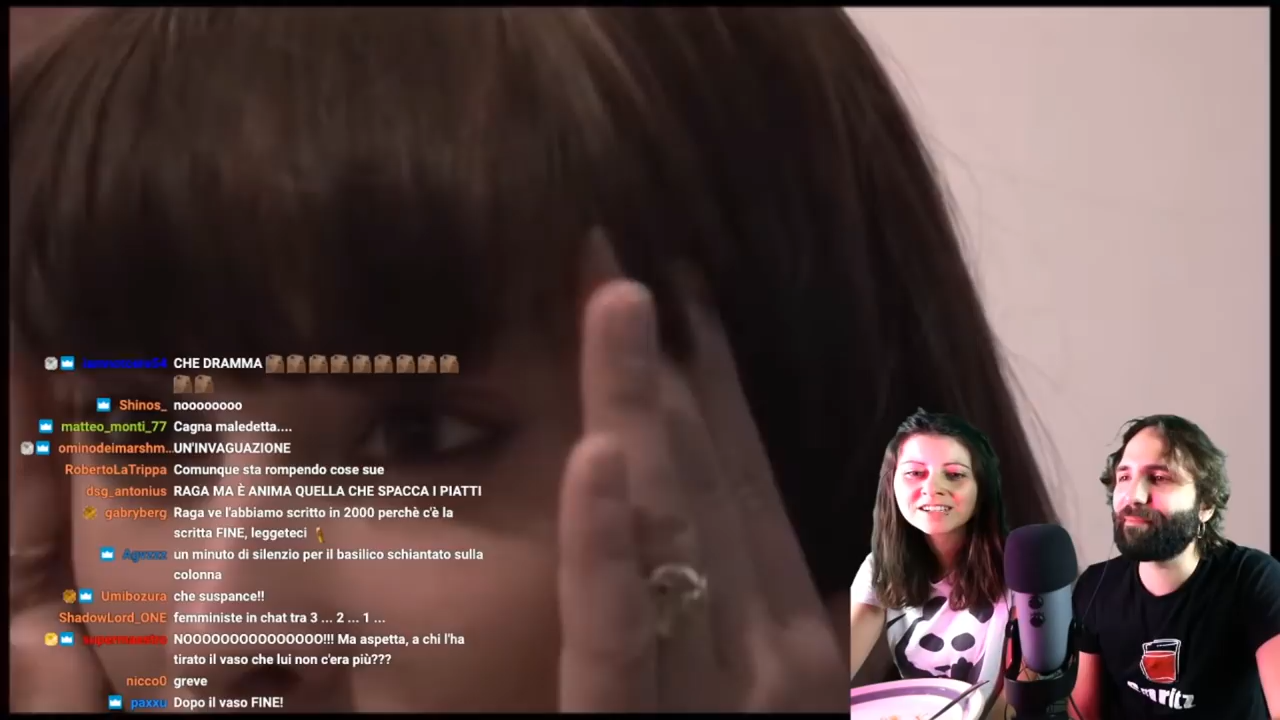 CHE DRAMMA
Shinos_ noooooooo
matteo_monti_77 Cagna maledetta....
ominodeimarshm... UN'INVAGUAZIONE
RobertoLaTrippa Comunque sta rompendo cose sue
dsg_antonius RAGA MA È ANIMA QUELLA CHE SPACCA I PIATTI
gabryberg Raga ve l'abbiamo scritto in 2000 perchè c'è la
scritta FINE, leggeteci
Agvzzz un minuto di silenzio per il basilico schiantato sulla
colonna
Umibozura che suspance!!
ShadowLord_ONE femministe in chat tra 3 ... 2 ... 1 ...
NOOOOOOOOOOOOOOO!!! Ma aspetta, a chi l'ha
tirato il vaso che lui non c'era più???
nicco0 greve
paxxu Dopo il vaso FINE!